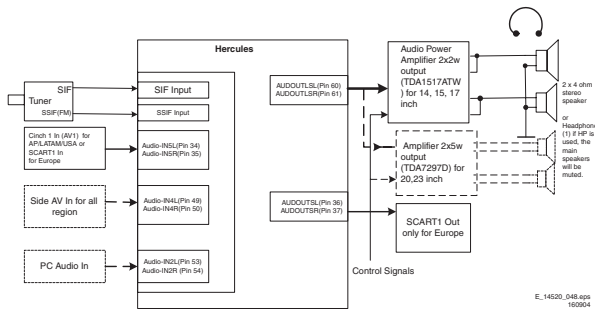 Hercules
SIF
Tuner
SSIF(FM)
SIF Input
SSIF Input
Cinch 1 In (AV1) for
AP/LATAM/USA or
SCART1 In
for Europe
Audio-IN5L(Pin 34)
Audio-IN5R(Pin 35)
Side AV In for all
region
Audio-IN4L(Pin 49)
Audio-IN4R(Pin 50)
PC Audio In
Audio-IN2L(Pin 53)
Audio-IN2R (Pin 54)
AUDOUTLSL(Pin 60)
AUDOUTLSR(Pin 61)
AUDOUTSL(Pin 36)
AUDOUTSR(Pin 37)
Audio Power
Amplifier 2x2w
output
(TDA1517ATW
) for 14, 15, 17
inch
Amplifier 2x5w
output
(TDA7297D) for
20,23 inch
SCART1 Out
only for Europe
Control Signals
2 x 4 ohm
stereo
speaker
or
Headphone
(1) if HP is
used, the
main
speakers
will be
muted.
E_14520_048.eps
160904